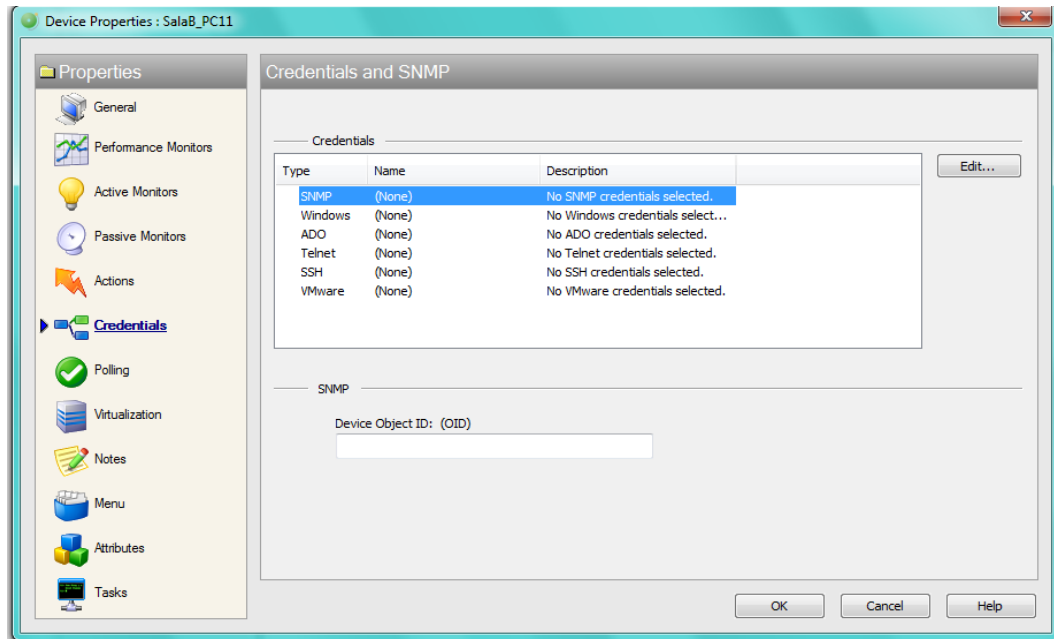 Device Properties : SalaB_PC11
Properties
General
Performance Monitors
Active Monitors
Passive Monitors
Actions
Credentials
Polling
Virtualization
Notes
Menu
Attributes
Tasks
Credentials and SNMP
Credentials
Type Name Description
SNMP (None) No SNMP credentials selected.
Windows (None) No Windows credentials select...
ADO (None) No ADO credentials selected.
Telnet (None) No Telnet credentials selected.
SSH (None) No SSH credentials selected.
VMware (None) No VMware credentials selected.
Edit...
SNMP
Device Object ID: (OID)
OK Cancel Help